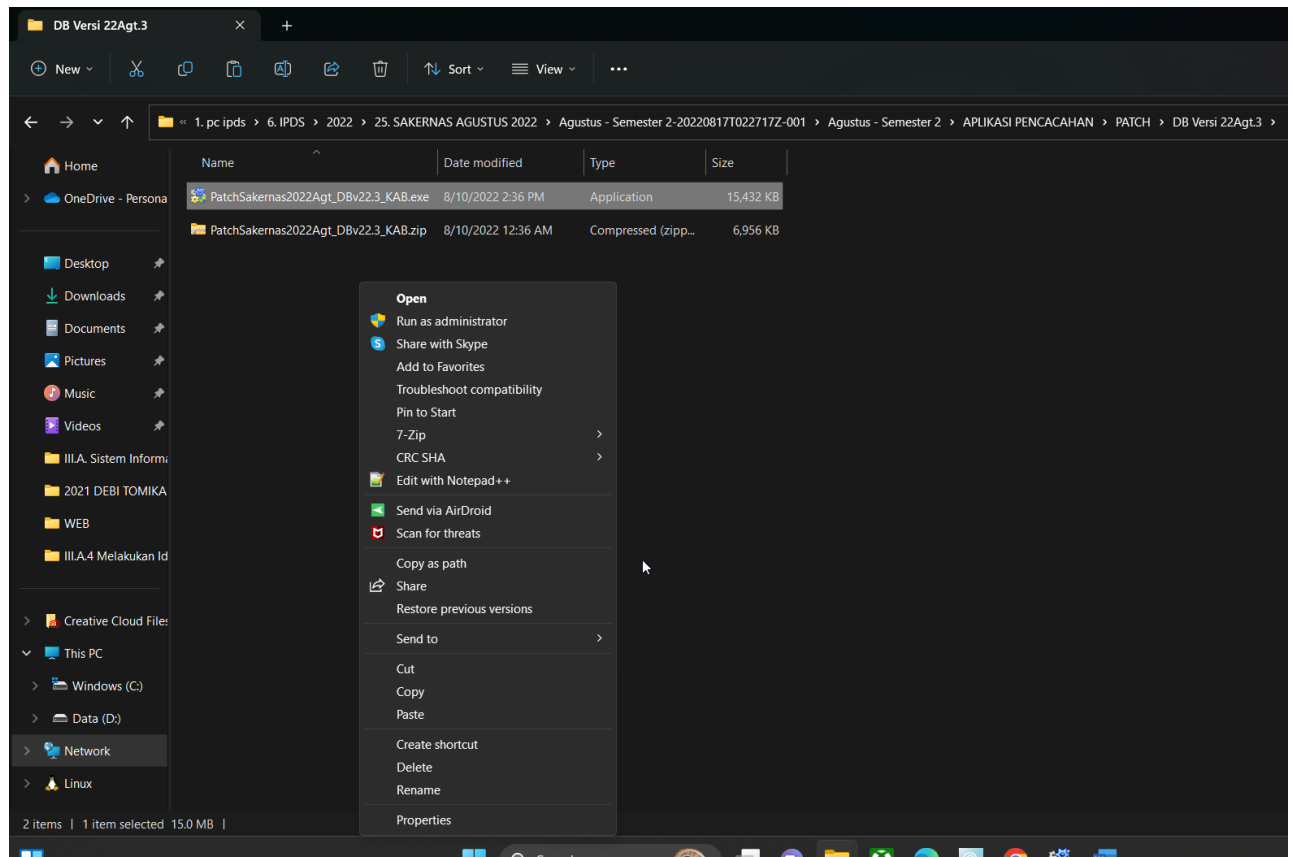 DB Versi 22Agt.3
New
Sort
View
« 1. pc ipds > 6. IPDS > 2022 > 25. SAKERNAS AGUSTUS 2022 > Agustus - Semester 2-20220817T022717Z-001 > Agustus - Semester 2 > APLIKASI PENCACAHAN > PATCH > DB Versi 22Agt.3 >
Name Date modified Type Size
PatchSakernas2022Agt_DBv22.3_KAB.exe 8/10/2022 2:36 PM Application 15,432 KB
PatchSakernas2022Agt_DBv22.3_KAB.zip 8/10/2022 12:36 AM Compressed (zipp... 6,956 KB
Home
OneDrive - Persona
Desktop
Downloads
Documents
Pictures
Music
Videos
III.A. Sistem Informa
2021 DEBI TOMIKA
WEB
III.A.4 Melakukan Id
Creative Cloud Files
This PC
Windows (C:)
Data (D:)
Network
Linux
Open
Run as administrator
Share with Skype
Add to Favorites
Troubleshoot compatibility
Pin to Start
7-Zip
CRC SHA
Edit with Notepad++
Send via AirDroid
Scan for threats
Copy as path
Share
Restore previous versions
Send to
Cut
Copy
Paste
Create shortcut
Delete
Rename
Properties
2 items | 1 item selected 15.0 MB |